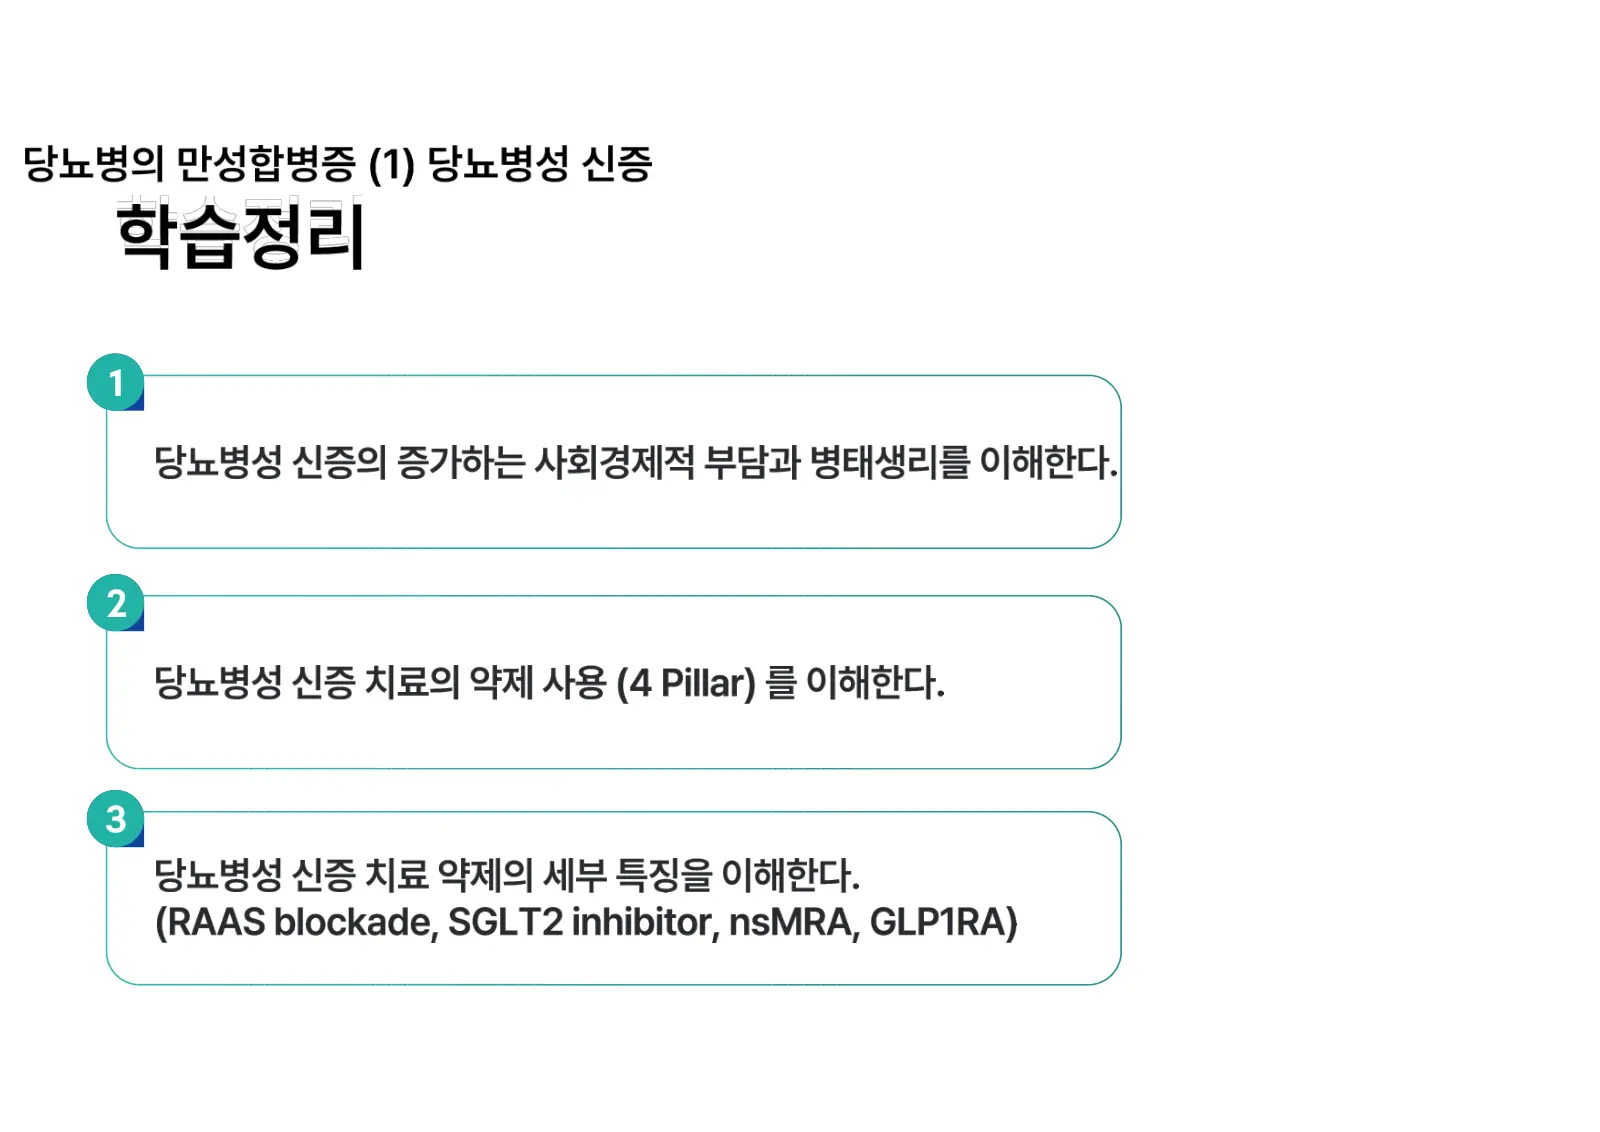 당뇨병의 만성합병증 (1) 당뇨병성 신증
학습정리
1
당뇨병성 신증의 증가하는 사회경제적 부담과 병태생리를 이해한다.
2
당뇨병성 신증 치료의 약제 사용 (4 Pillar) 를 이해한다.
3
당뇨병성 신증 치료 약제의 세부 특징을 이해한다.
(RAAS blockade, SGLT2 inhibitor, nsMRA, GLP1RA)